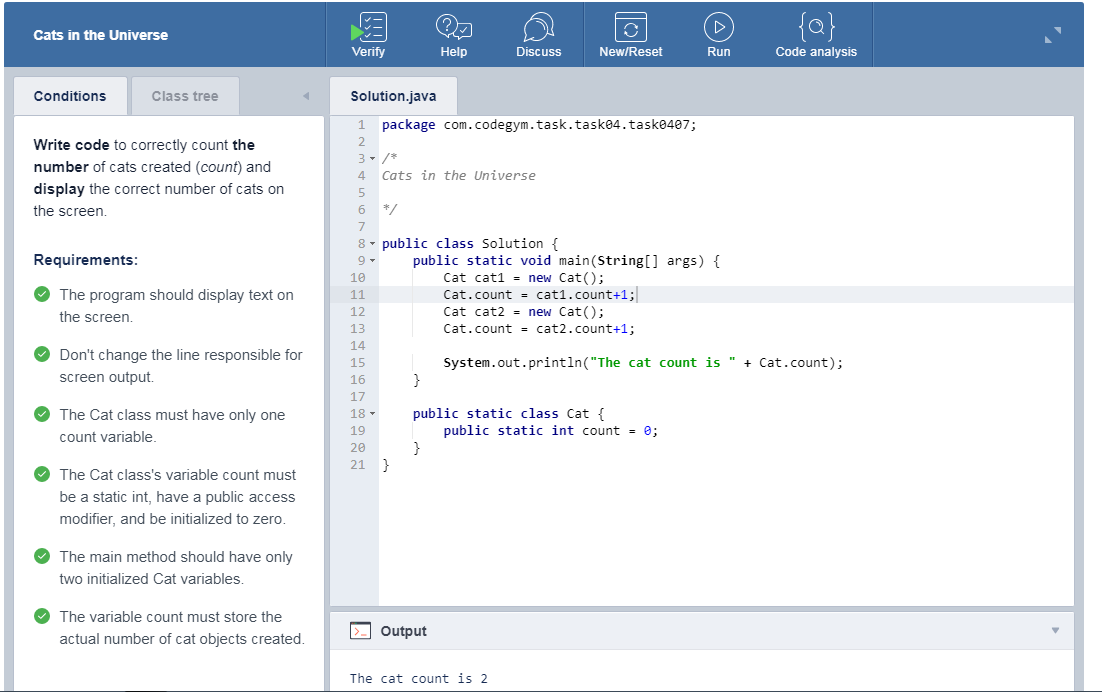 Cats in the Universe
Verify
Help
Discuss
New/Reset
Run
Code analysis
Conditions
Class tree
Write code to correctly count the
number of cats created (count) and
display the correct number of cats on
the screen.
Requirements:
The program should display text on
the screen.
Don't change the line responsible for
screen output.
The Cat class must have only one
count variable.
The Cat class's variable count must
be a static int, have a public access
modifier, and be initialized to zero.
The main method should have only
two initialized Cat variables.
The variable count must store the
actual number of cat objects created.
Solution.java
1 package com.codegym.task.task04.task0407;
2
3 /*
4 Cats in the Universe
5
6 */
7
8 public class Solution {
9     public static void main(String[] args) {
10         Cat cat1 = new Cat();
11         Cat.count = cat1.count+1;
12         Cat cat2 = new Cat();
13         Cat.count = cat2.count+1;
14
15         System.out.println("The cat count is " + Cat.count);
16     }
17
18     public static class Cat {
19         public static int count = 0;
20     }
21 }
Output
The cat count is 2